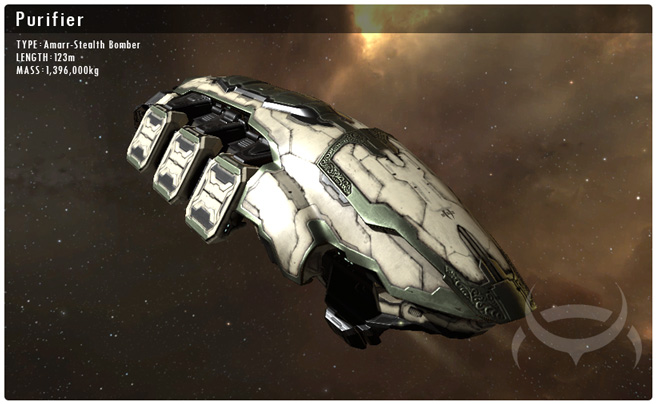 Purifier
TYPE: Amarr-Stealth Bomber
LENGTH: 123m
MASS: 1,396,000kg